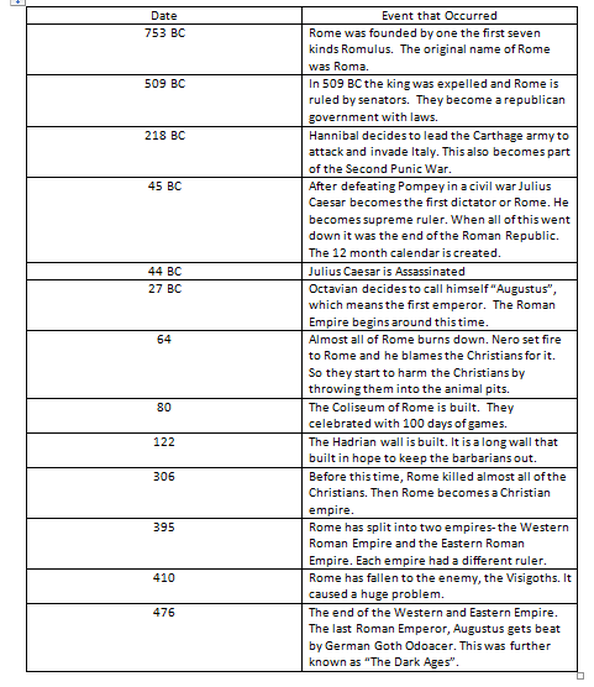 Date Event that Occurred
753 BC Rome was founded by one the first seven
kinds Romulus. The original name of Rome
was Roma.
509 BC In 509 BC the king was expelled and Rome is
ruled by senators. They become a republican
government with laws.
218 BC Hannibal decides to lead the Carthage army to
attack and invade Italy. This also becomes part
of the Second Punic War.
45 BC After defeating Pompey in a civil war Julius
Caesar becomes the first dictator or Rome. He
becomes supreme ruler. When all of this went
down it was the end of the Roman Republic.
The 12 month calendar is created.
44 BC Julius Caesar is Assassinated
27 BC Octavian decides to call himself “Augustus”,
which means the first emperor. The Roman
Empire begins around this time.
64 Almost all of Rome burns down. Nero set fire
to Rome and he blames the Christians for it.
So they start to harm the Christians by
throwing them into the animal pits.
80 The Coliseum of Rome is built. They
celebrated with 100 days of games.
122 The Hadrian wall is built. It is a long wall that
built in hope to keep the barbarians out.
306 Before this time, Rome killed almost all of the
Christians. Then Rome becomes a Christian
empire.
395 Rome has split into two empires- the Western
Roman Empire and the Eastern Roman
Empire. Each empire had a different ruler.
410 Rome has fallen to the enemy, the Visigoths. It
caused a huge problem.
476 The end of the Western and Eastern Empire.
The last Roman Emperor, Augustus gets beat
by German Goth Odoacer. This was further
known as “The Dark Ages”.